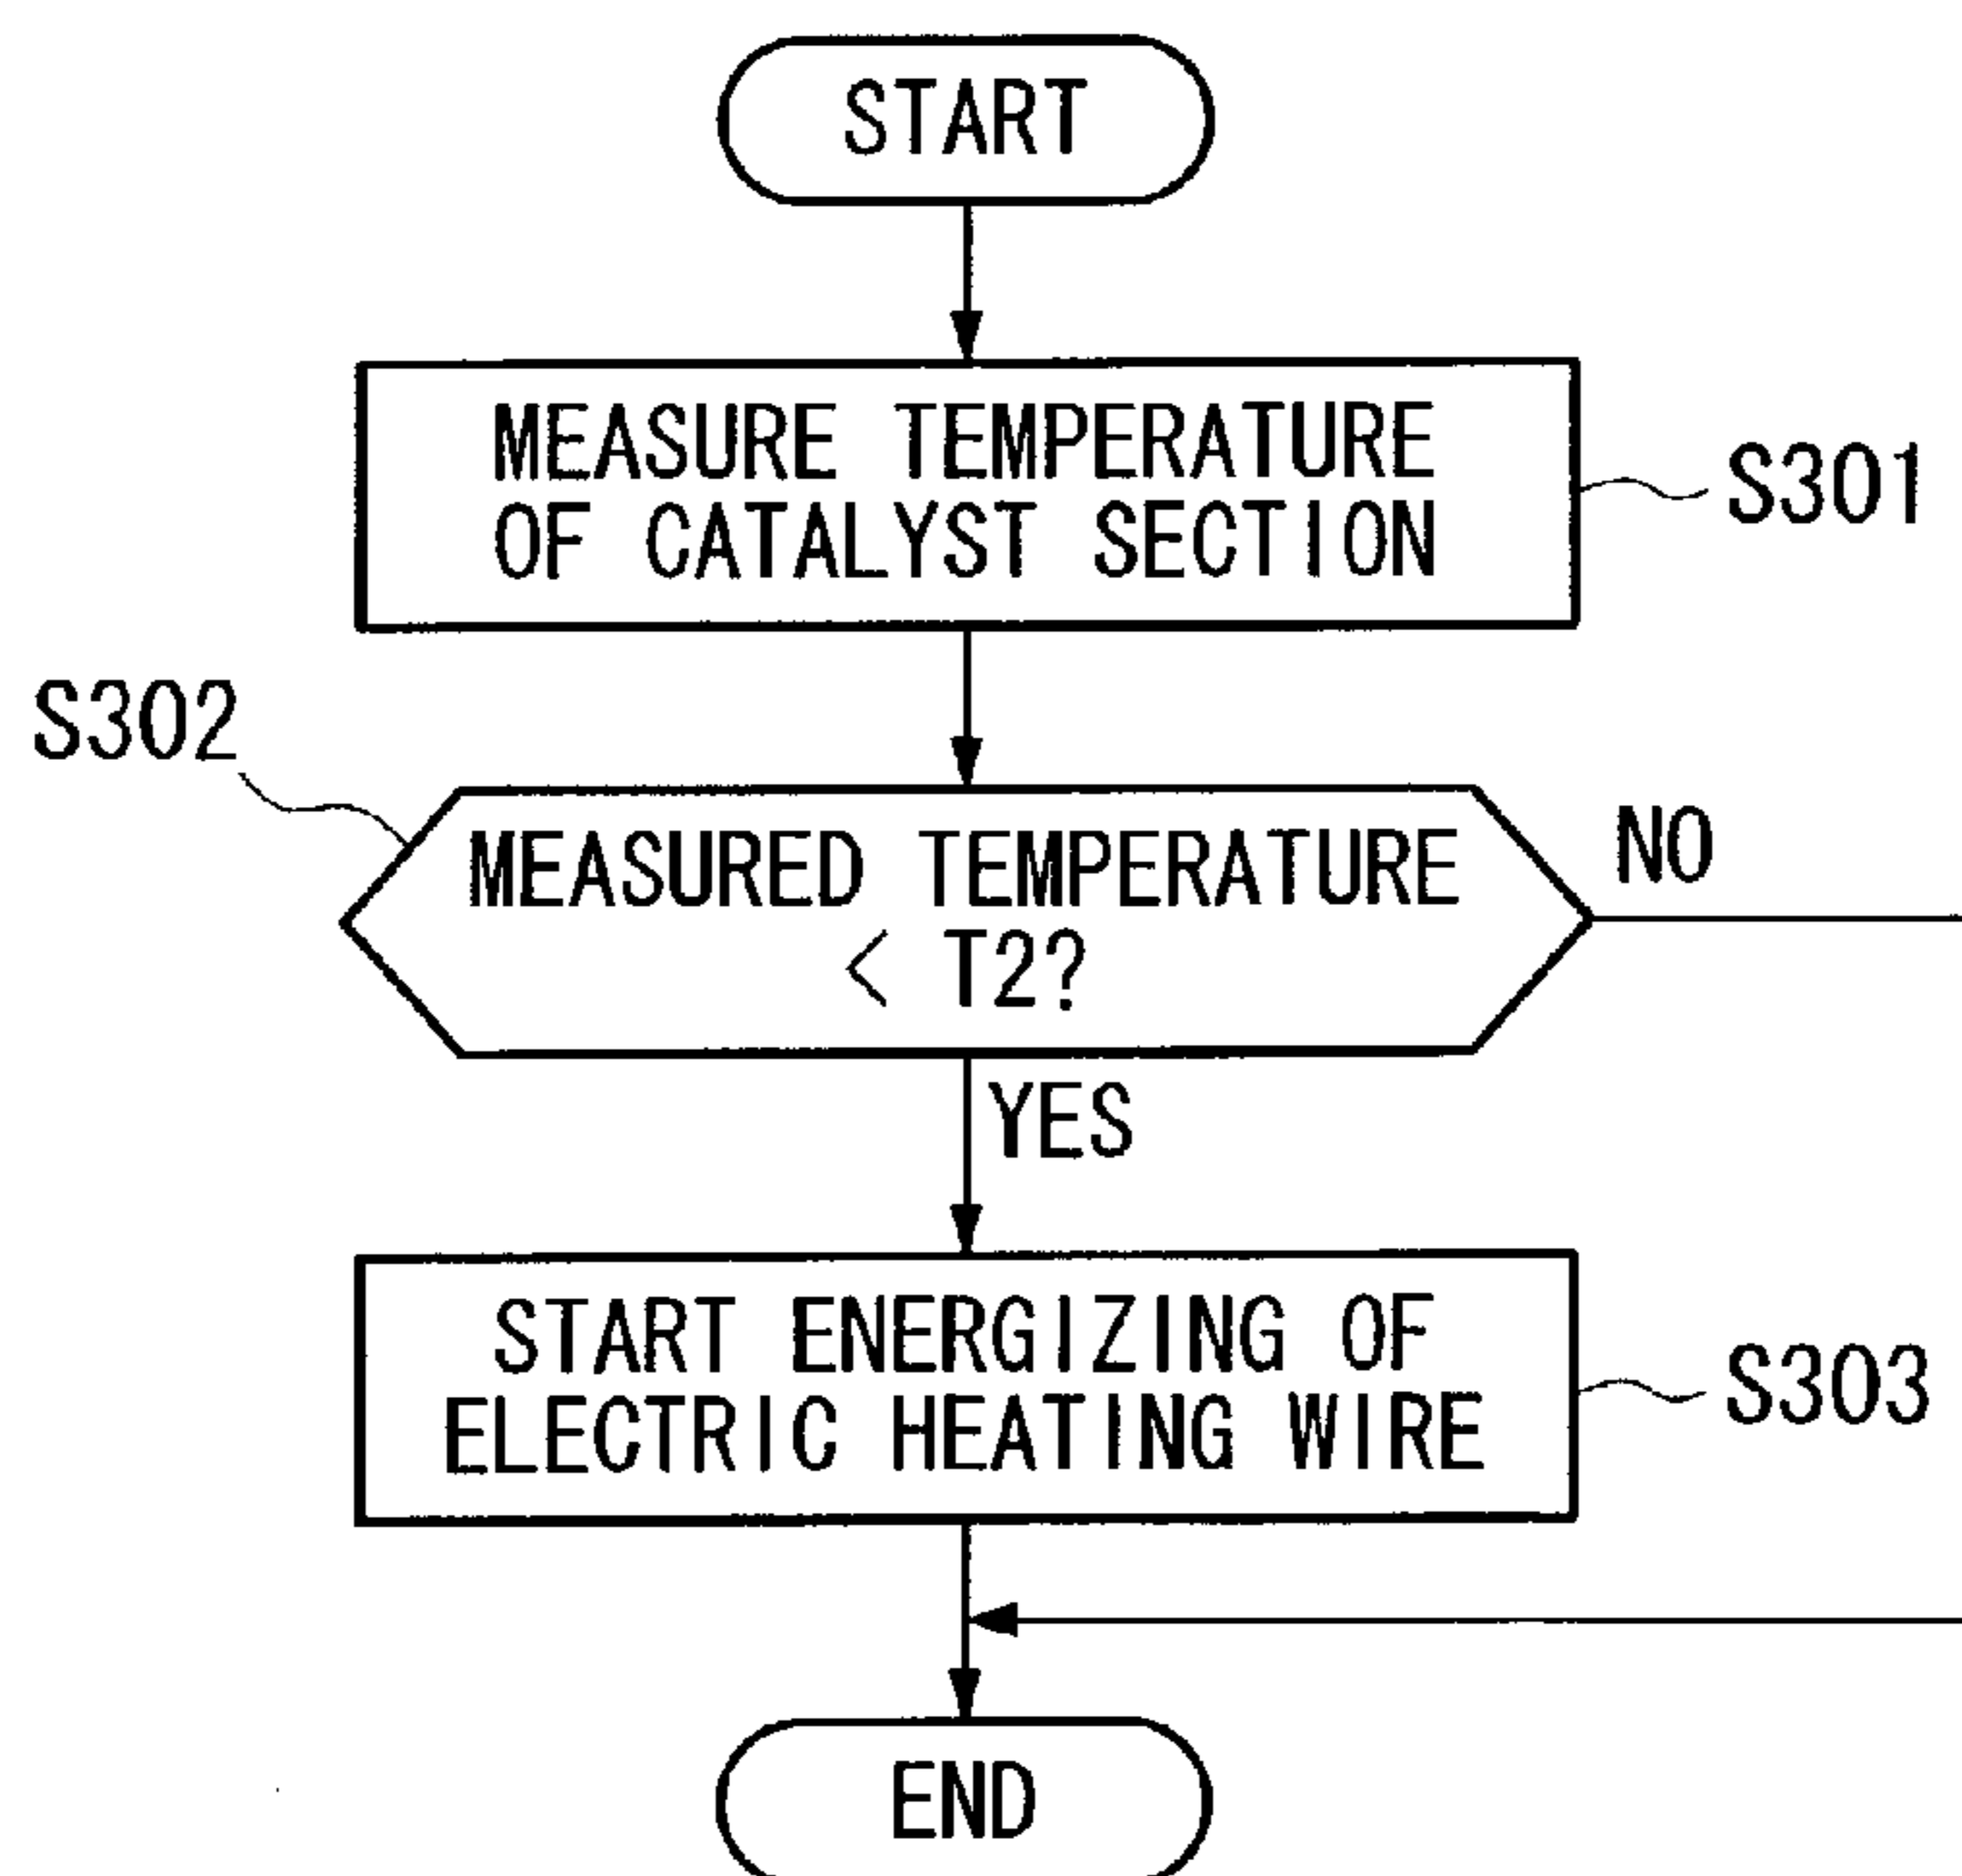 START
MEASURE TEMPERATURE
OF CATALYST SECTION
S301
S302
MEASURED TEMPERATURE
< T2?
NO
YES
START ENERGIZING OF
ELECTRIC HEATING WIRE
S303
END